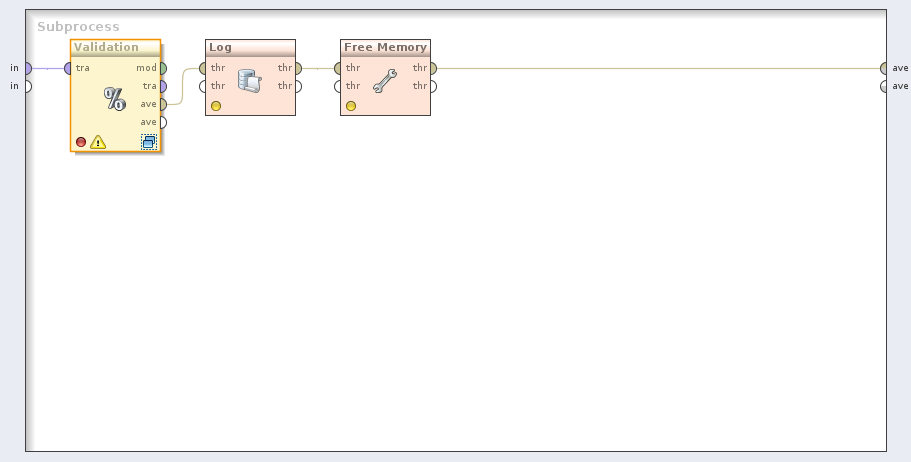 Subprocess
Validation Log Free Memory
in tra mod thr thr thr thr ave
in tra thr thr thr thr ave
ave
ave